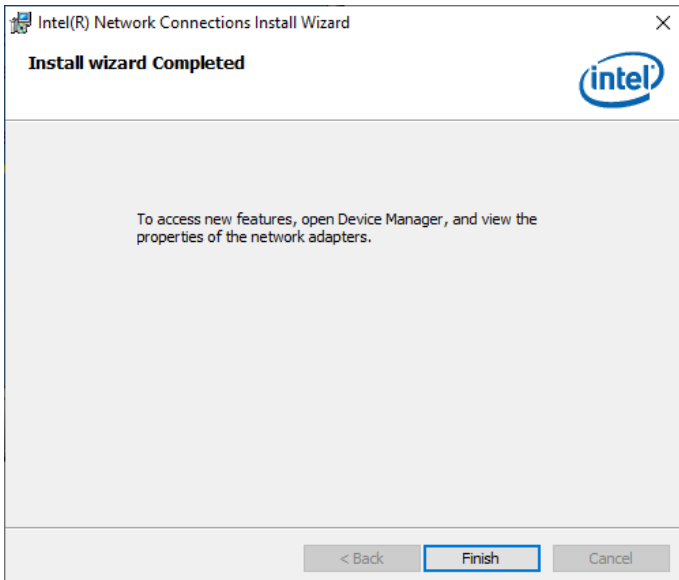 Intel(R) Network Connections Install Wizard
Install wizard Completed
intel
To access new features, open Device Manager, and view the
properties of the network adapters.
< Back
Finish
Cancel